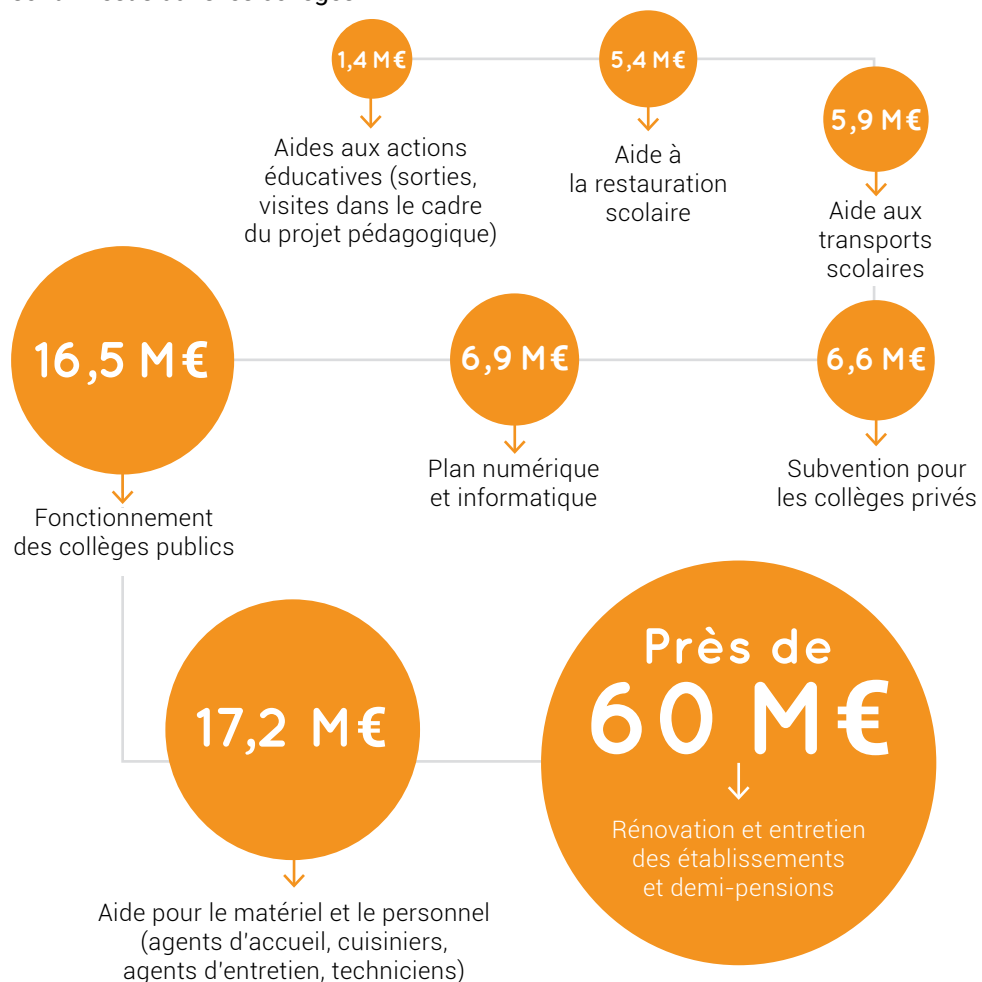 1,4 M€
Aides aux actions
éducatives (sorties,
visites dans le cadre
du projet pédagogique)
5,4 M€
Aide à
la restauration
scolaire
5,9 M€
Aide aux
transports
scolaires
16,5 M€
Fonctionnement
des collèges publics
6,9 M€
Plan numérique
et informatique
6,6 M€
Subvention pour
les collèges privés
17,2 M€
Aide pour le matériel et le personnel
(agents d'accueil, cuisiniers,
agents d'entretien, techniciens)
Près de
60 M€
Rénovation et entretien
des établissements
et demi-pensions